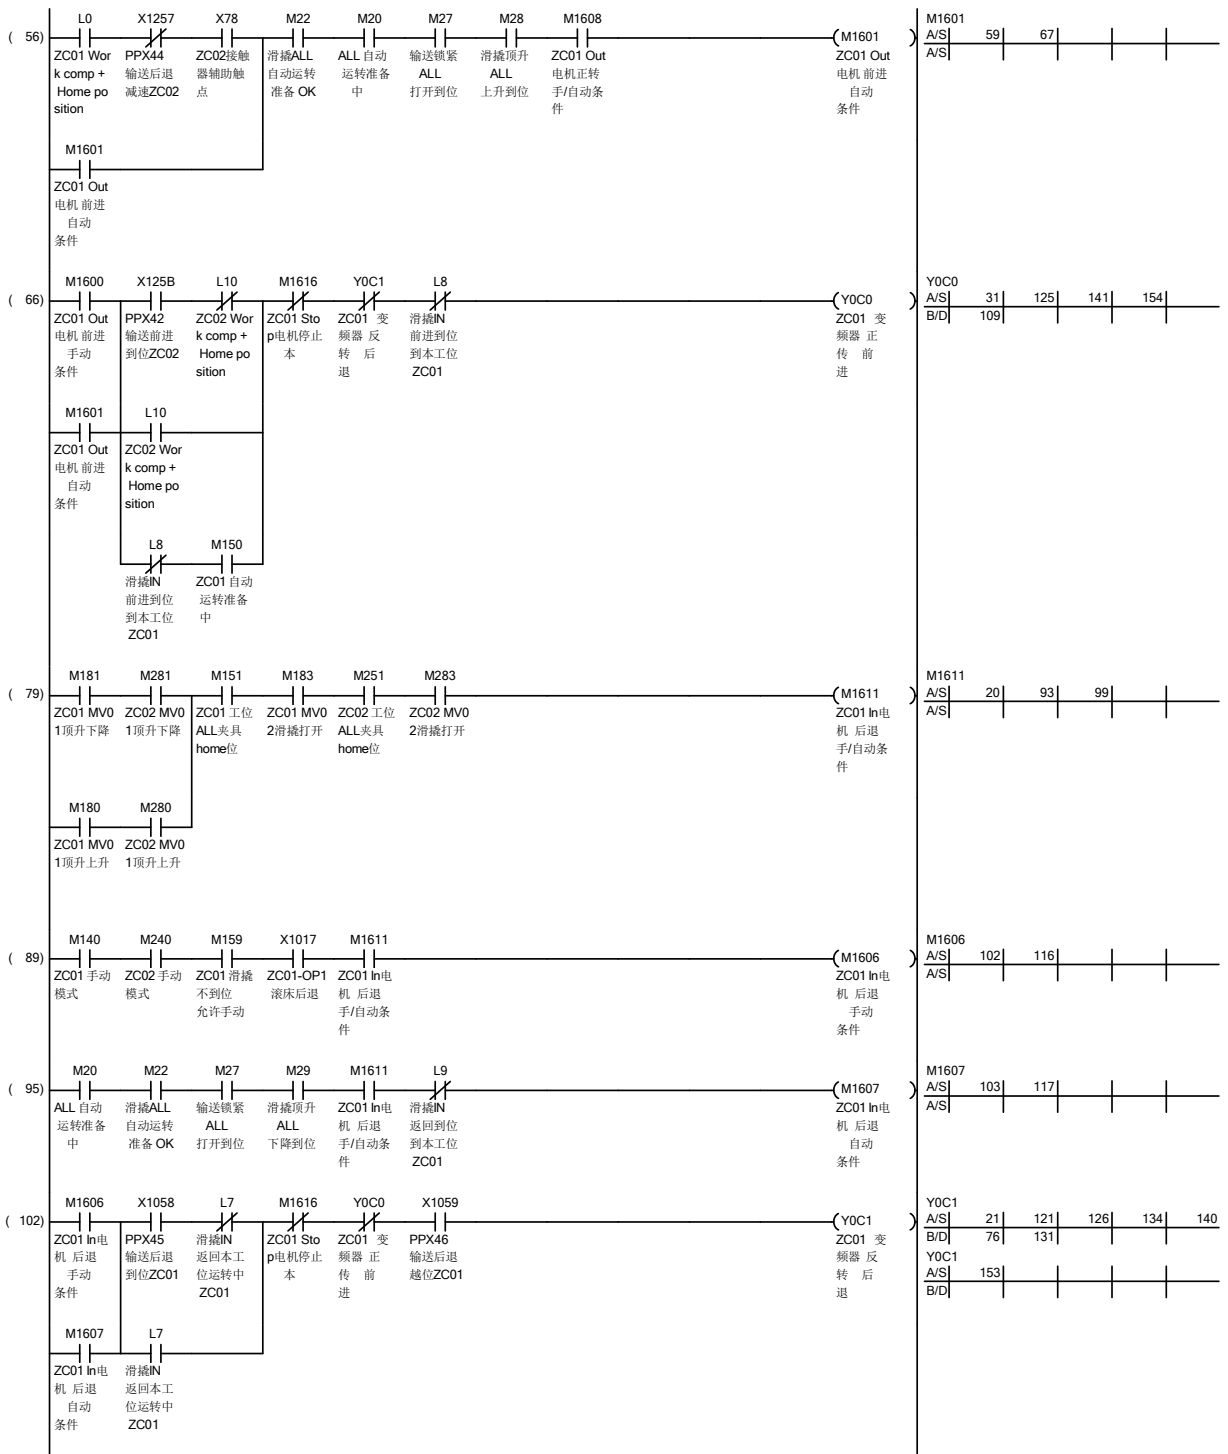 L0 X1257 X78 M22 M20 M27 M28 M1608 M1601
( 56) (M1601 ) A/S 59 67
ZC01 Wor PPX44 ZC02接触 滑撬ALL ALL 自动 输送锁紧 滑撬顶升 ZC01 Out ZC01 Out A/S
k comp + 输送后退 器辅助触 自动运转 运转准备 ALL ALL 电机正转 电机 前进
Home po 减速ZC02 点 准备 OK 中 打开到位 上升到位 手/自动条 自动
sition 件 条件
M1601
ZC01 Out
电机 前进
自动
条件
M1600 X125B L10 M1616 Y0C1 L8 Y0C0
( 66) (Y0C0 ) A/S 31 125 141 154
ZC01 Out PPX42 ZC02 Wor ZC01 Sto ZC01 变 滑撬IN ZC01 变 B/D 109
电机 前进 输送前进 k comp + p电机停止 频器 反 前进到位 频器 正
手动 到位ZC02 Home po 本 转 后 到本工位 传 前
条件 sition 退 ZC01 进
M1601 L10
ZC01 Out ZC02 Wor
电机 前进 k comp +
自动 Home po
条件 sition
L8 M150
滑撬IN ZC01 自动
前进到位 运转准备
到本工位 中
ZC01
M181 M281 M151 M183 M251 M283 M1611
( 79) (M1611 ) A/S 20 93 99
ZC01 MV0 ZC02 MV0 ZC01 工位 ZC01 MV0 ZC02 工位 ZC02 MV0 ZC01 In电 A/S
1顶升下降 1顶升下降 ALL夹具 2滑撬打开 ALL夹具 2滑撬打开 机 后退
home位 home位 手/自动条
件
M180 M280
ZC01 MV0 ZC02 MV0
1顶升上升 1顶升上升
M140 M240 M159 X1017 M1611 M1606
( 89) (M1606 ) A/S 102 116
ZC01 手动 ZC02 手动 ZC01 滑撬 ZC01-OP1 ZC01 In电 ZC01 In电 A/S
模式 模式 不到位 滚床后退 机 后退 机 后退
允许手动 手/自动条 手动
件 条件
M20 M22 M27 M29 M1611 L9 M1607
( 95) (M1607 ) A/S 103 117
ALL 自动 滑撬ALL 输送锁紧 滑撬顶升 ZC01 In电 滑撬IN ZC01 In电 A/S
运转准备 自动运转 ALL ALL 机 后退 返回到位 机 后退
中 准备 OK 打开到位 下降到位 手/自动条 到本工位 自动
件 ZC01 条件
M1606 X1058 L7 M1616 Y0C0 X1059 Y0C1
( 102) (Y0C1 ) A/S 21 121 126 134 140
ZC01 In电 PPX45 滑撬IN ZC01 Sto ZC01 变 PPX46 ZC01 变 B/D 76 131
机 后退 输送后退 返回本工 p电机停止 频器 正 输送后退 频器 反 Y0C1
手动 到位ZC01 位运转中 本 传 前 越位ZC01 转 后 A/S 153
条件 ZC01 进 退 B/D
M1607 L7
ZC01 In电 滑撬IN
机 后退 返回本工
自动 位运转中
条件 ZC01